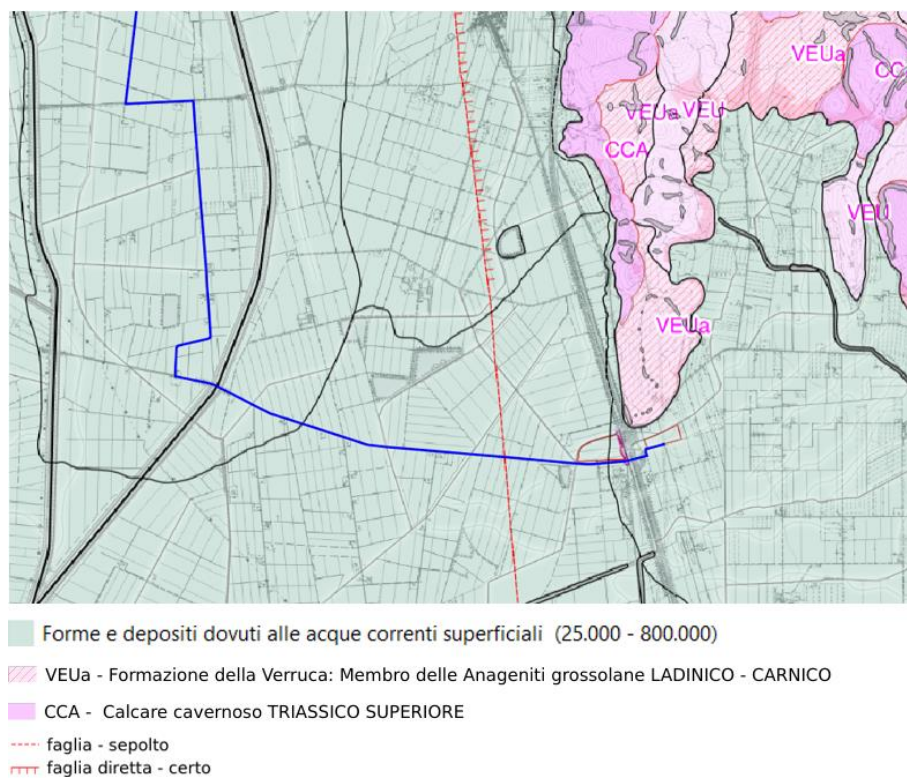 VEUa
CC
VEUa
VEU
CCA
VEU
VEUa
Forme e depositi dovuti alle acque correnti superficiali (25.000 - 800.000)
VEUa - Formazione della Verruca: Membro delle Anageniti grossolane LADINICO - CARNICO
CCA - Calcare cavernoso TRIASSICO SUPERIORE
faglia - sepolto
faglia diretta - certo